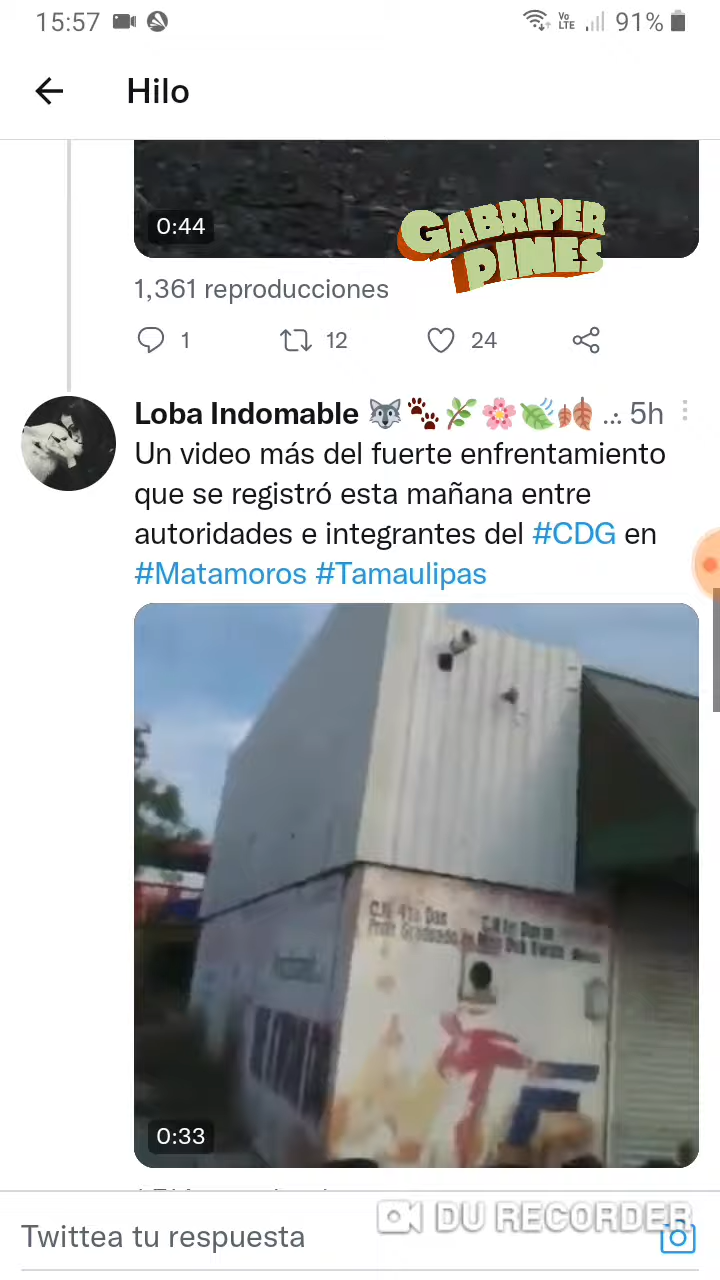 15:57
Vo
LTE
91%
Hilo
0:44
GABRIPER
PINES
1,361 reproducciones
1
12
24
Loba Indomable
5h
Un video más del fuerte enfrentamiento
que se registró esta mañana entre
autoridades e integrantes del #CDG en
#Matamoros #Tamaulipas
0:33
Twittea tu respuesta
DU RECORDER